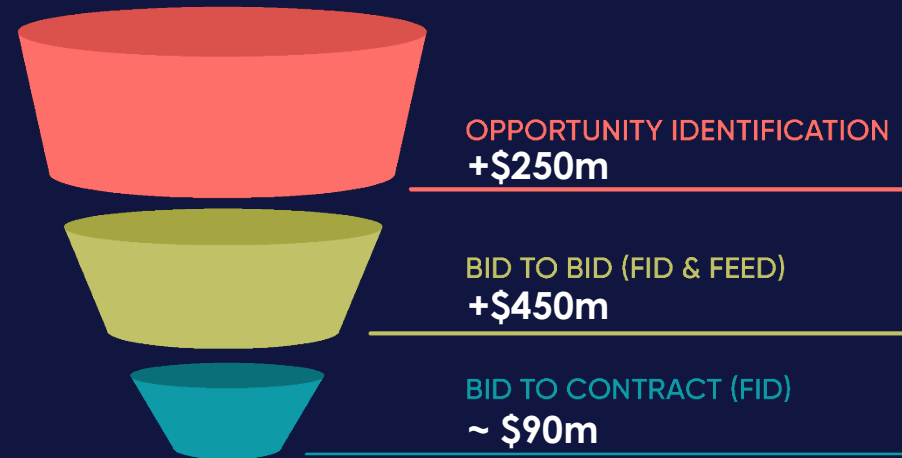 OPPORTUNITY IDENTIFICATION
+$250m
BID TO BID (FID & FEED)
+$450m
BID TO CONTRACT (FID)
~ $90m